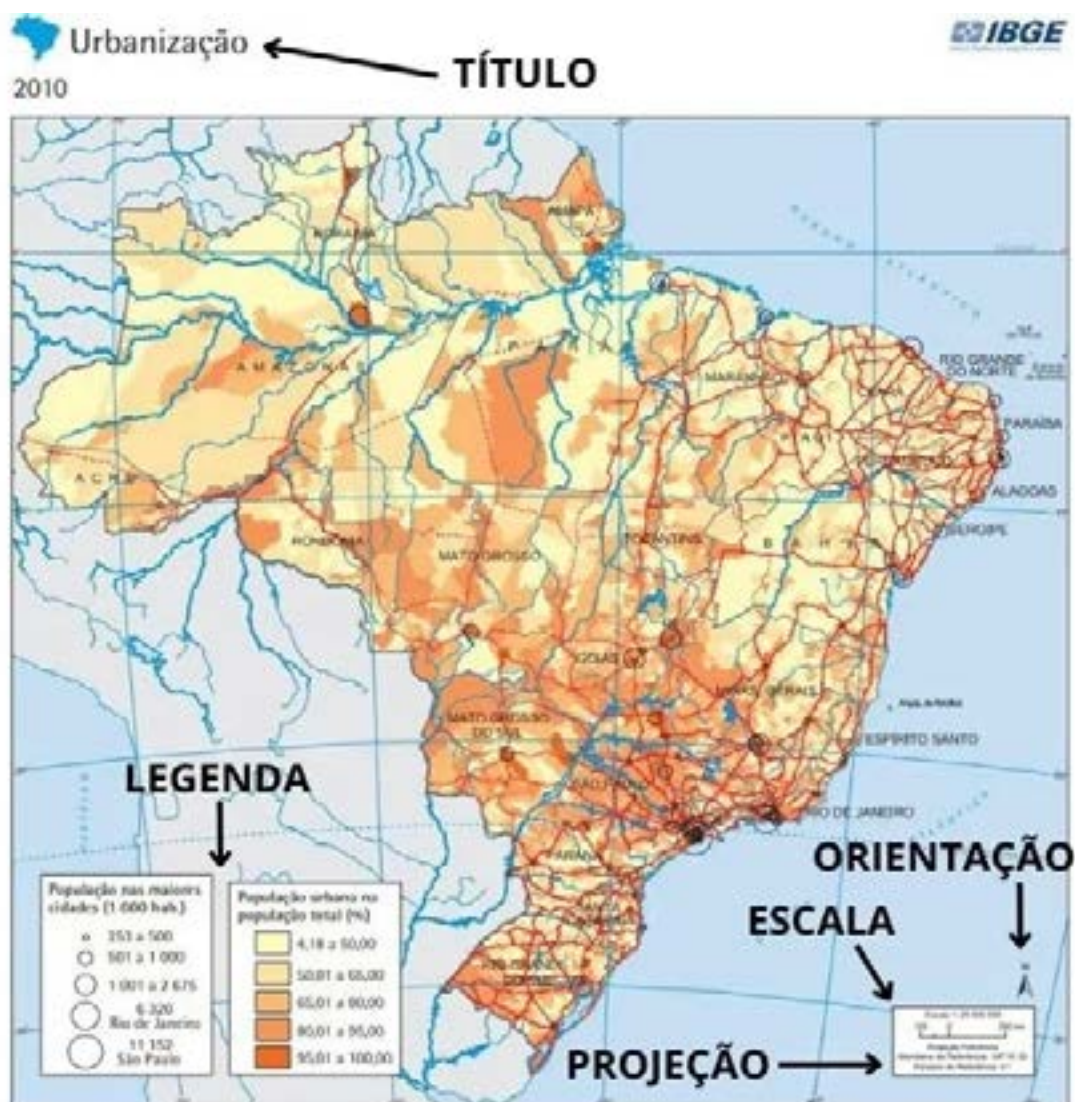 Urbanização
IBGE
TÍTULO
2010
RORAIMA
AMAPÁ
AMAZONAS
PARÁ
RIO GRANDE
DO NORTE
PARAÍBA
ACRE
ALAGOAS
SERGIPE
RONDÔNIA
MATO GROSSO
TOCANTINS
BAHIA
GOIÁS
MINAS GERAIS
MATO GROSSO
DO SUL
ESPÍRITO SANTO
RIO DE JANEIRO
PARANÁ
LEGENDA
ORIENTAÇÃO
ESCALA
PROJEÇÃO
População nas maiores
cidades (1 000 hab.)
353 a 500
501 a 1 000
1 001 a 2 675
6 320
Rio de Janeiro
11 152
São Paulo
População urbana na
população total (%)
4,18 a 50,00
50,01 a 65,00
65,01 a 80,00
80,01 a 95,00
95,01 a 100,00